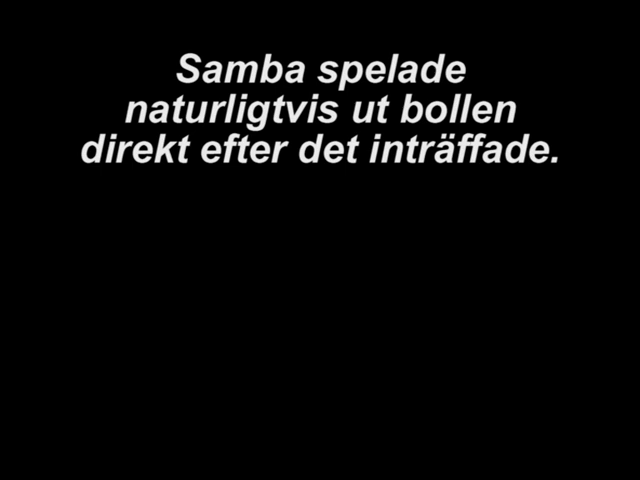 Samba spelade
naturligtvis ut bollen
direkt efter det inträffade.